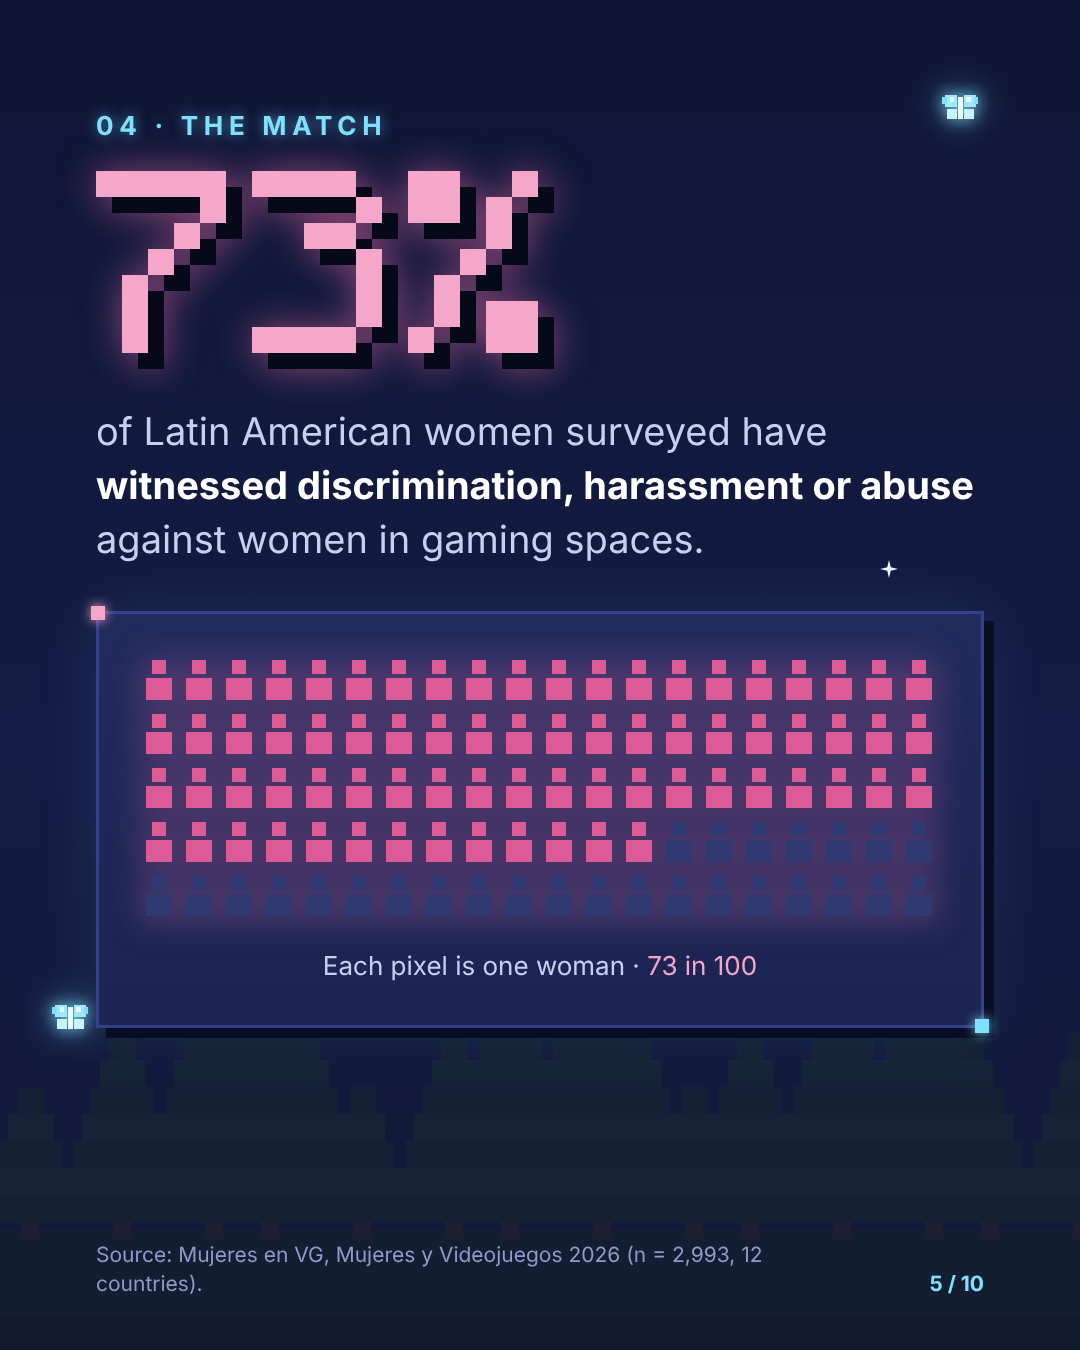 04 · THE MATCH
73%
of Latin American women surveyed have
witnessed discrimination, harassment or abuse
against women in gaming spaces.
Each pixel is one woman · 73 in 100
Source: Mujeres en VG, Mujeres y Videojuegos 2026 (n = 2,993, 12
countries).
5 / 10